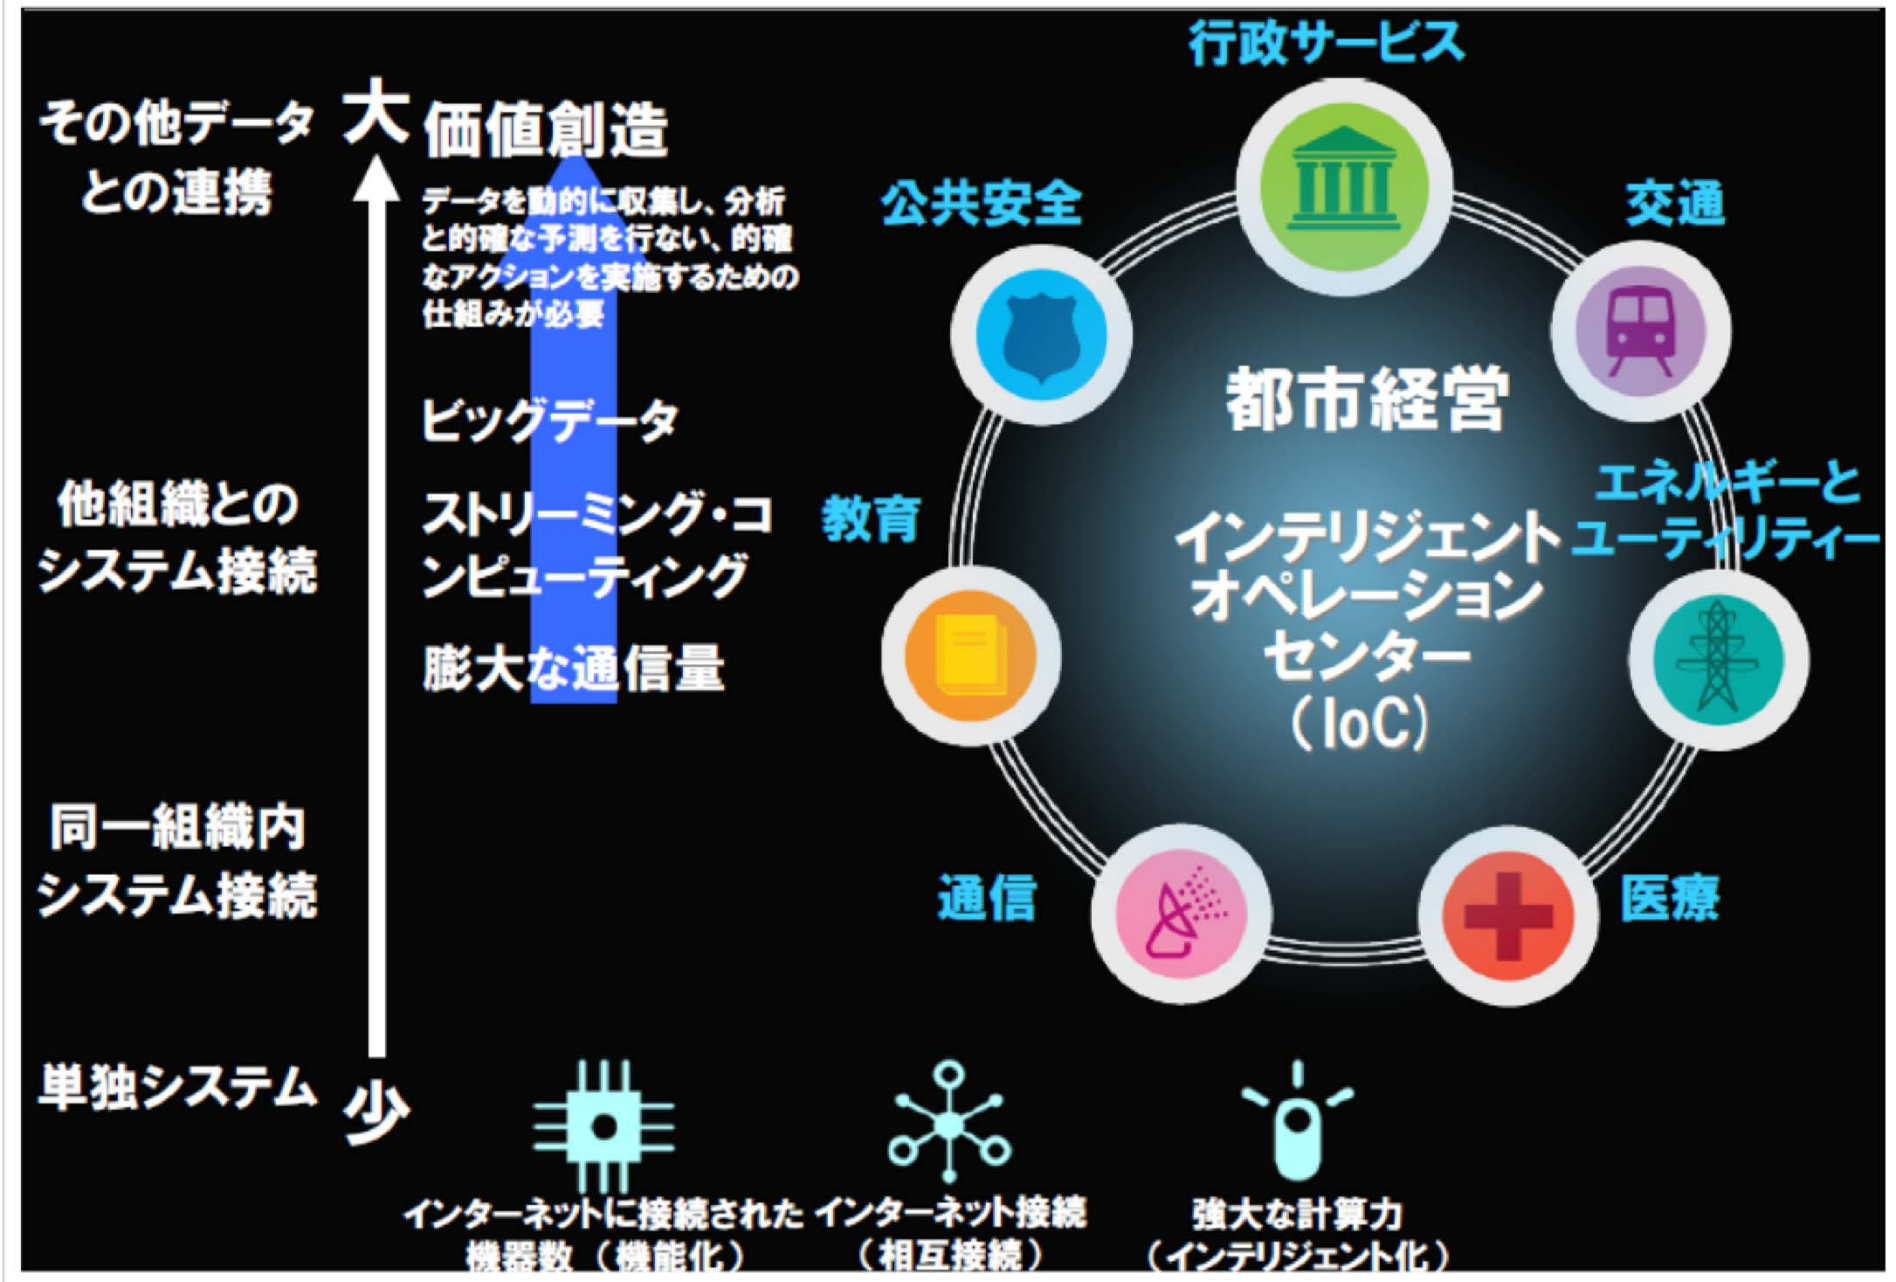 その他データ
との連携
大
価値創造
データを動的に収集し、分析
と的確な予測を行ない、的確
なアクションを実施するための
仕組みが必要
ビッグデータ
他組織との
システム接続
ストリーミング・コ
ンピューティング
膨大な通信量
同一組織内
システム接続
単独システム
少
行政サービス
公共安全
交通
都市経営
エネルギーと
ユーティリティー
教育
インテリジェント
オペレーション
センター
（IoC）
通信
医療
インターネットに接続された
機器数（機能化）
インターネット接続
（相互接続）
強大な計算力
（インテリジェント化）